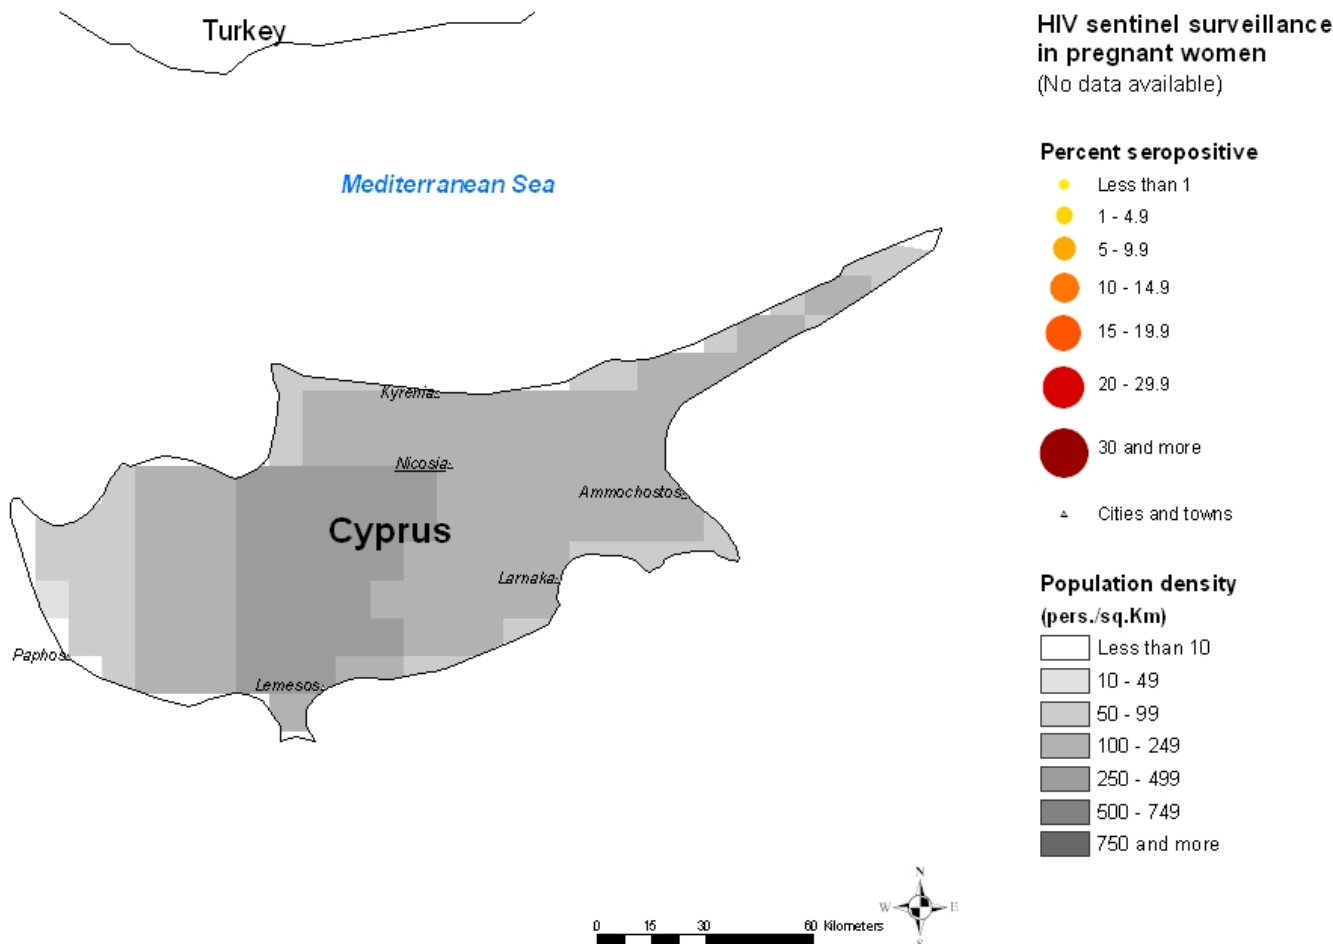 Turkey
Mediterranean Sea
Kyrenia
Nicosia
Ammochostos
Cyprus
Larnaka
Paphos
Lemesos
HIV sentinel surveillance
in pregnant women
(No data available)
Percent seropositive
Less than 1
1 - 4.9
5 - 9.9
10 - 14.9
15 - 19.9
20 - 29.9
30 and more
Cities and towns
Population density
(pers./sq.Km)
Less than 10
10 - 49
50 - 99
100 - 249
250 - 499
500 - 749
750 and more
N
W E
S
0 15 30 60 Kilometers